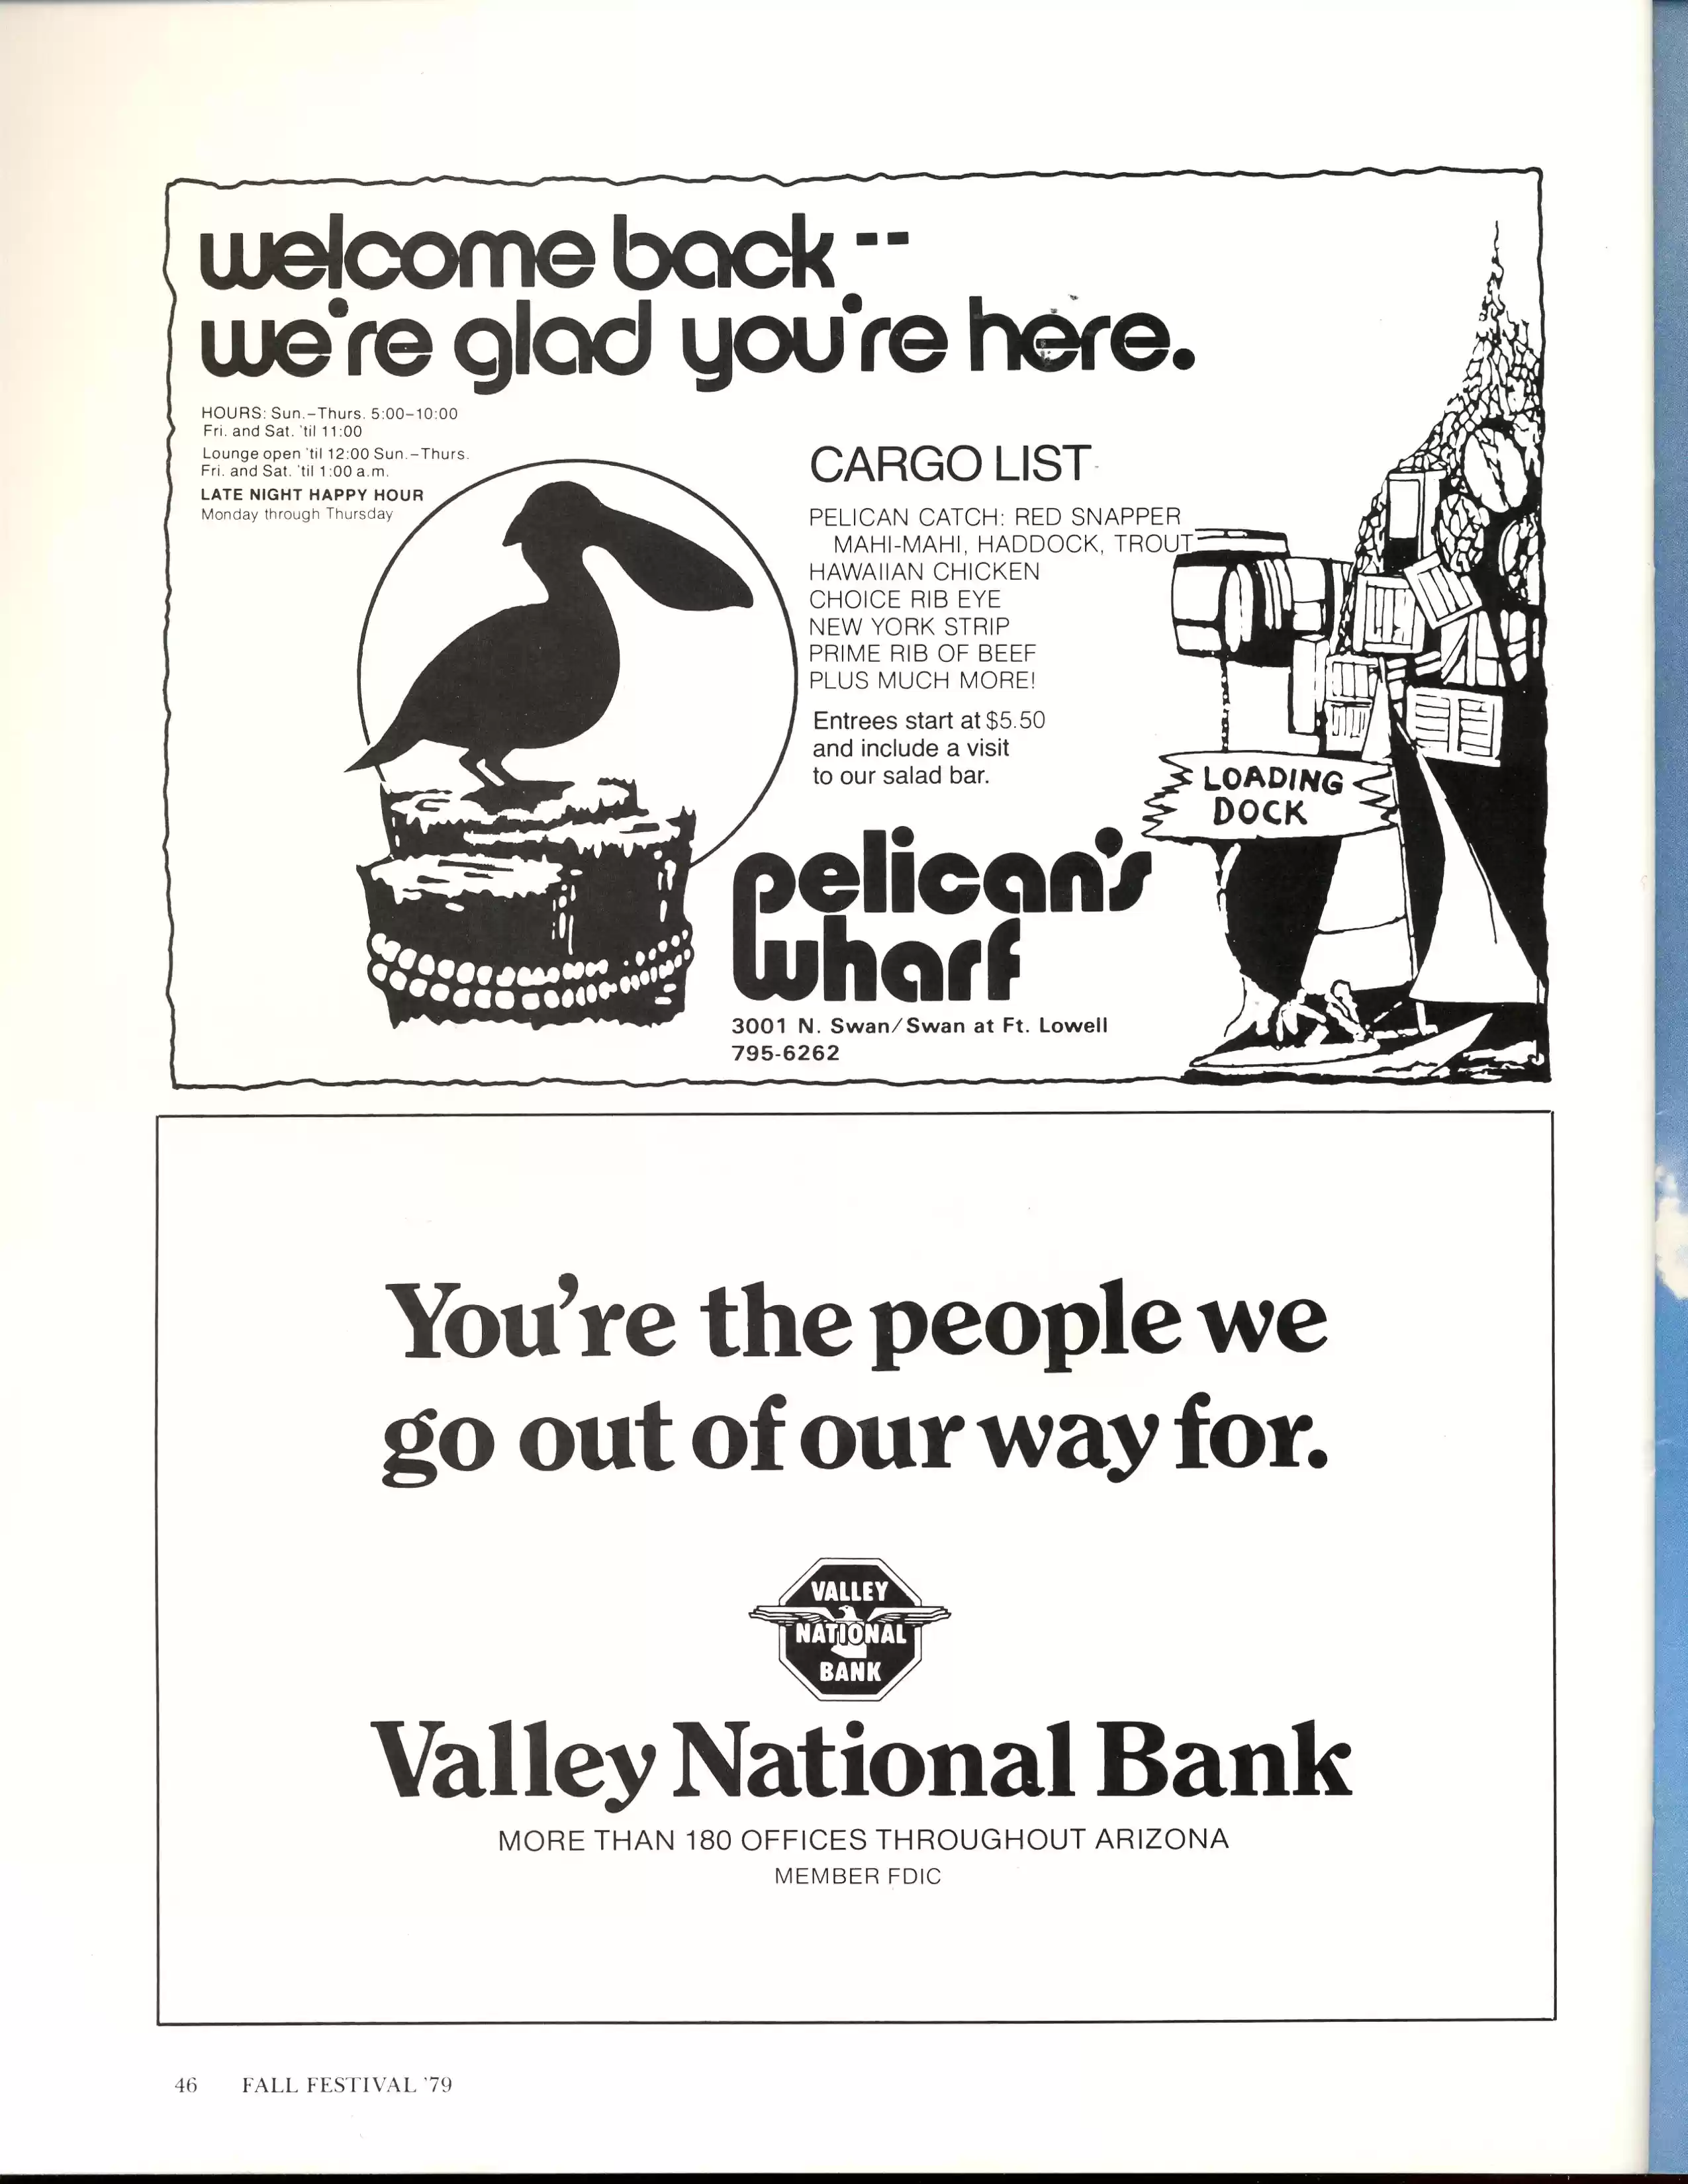 welcome back --
we're glad you're here.
HOURS: Sun.–Thurs. 5:00–10:00
Fri. and Sat. 'til 11:00
Lounge open 'til 12:00 Sun.–Thurs.
Fri. and Sat. 'til 1:00 a.m.
LATE NIGHT HAPPY HOUR
Monday through Thursday
CARGO LIST
PELICAN CATCH: RED SNAPPER
MAHI-MAHI, HADDOCK, TROUT
HAWAIIAN CHICKEN
CHOICE RIB EYE
NEW YORK STRIP
PRIME RIB OF BEEF
PLUS MUCH MORE!
Entrees start at $5.50
and include a visit
to our salad bar.
LOADING
DOCK
pelican's
wharf
3001 N. Swan/Swan at Ft. Lowell
795-6262
You're the people we
go out of our way for.
VALLEY
NATIONAL
BANK
Valley National Bank
MORE THAN 180 OFFICES THROUGHOUT ARIZONA
MEMBER FDIC
46 FALL FESTIVAL '79